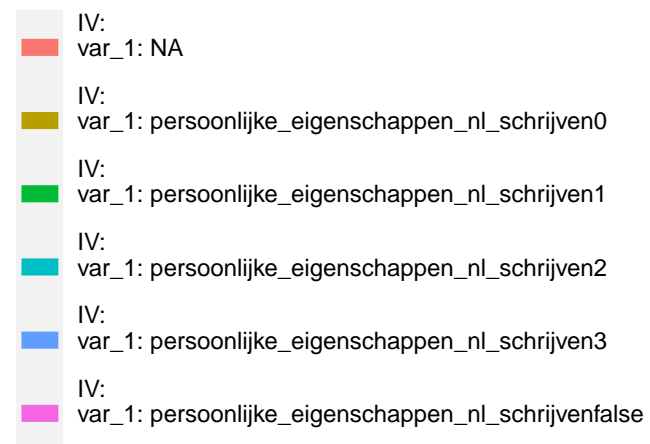 IV:
var_1: NA
IV:
var_1: persoonlijke_eigenschappen_nl_schrijven0
IV:
var_1: persoonlijke_eigenschappen_nl_schrijven1
IV:
var_1: persoonlijke_eigenschappen_nl_schrijven2
IV:
var_1: persoonlijke_eigenschappen_nl_schrijven3
IV:
var_1: persoonlijke_eigenschappen_nl_schrijvenfalse